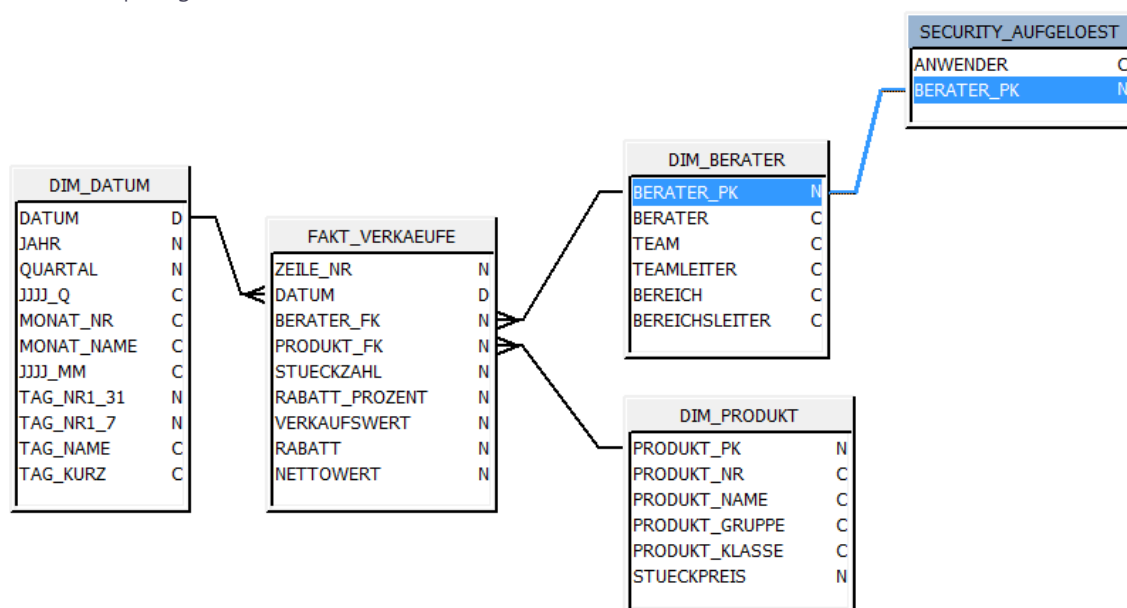 SECURITY_AUFGELOEST
ANWENDER C
BERATER_PK N
DIM_BERATER
BERATER_PK N
BERATER C
TEAM C
TEAMLEITER C
BEREICH C
BEREICHSLEITER C
DIM_DATUM
DATUM D
JAHR N
QUARTAL N
JJJJ_Q C
MONAT_NR C
MONAT_NAME C
JJJJ_MM C
TAG_NR1_31 N
TAG_NR1_7 N
TAG_NAME C
TAG_KURZ C
FAKT_VERKAEUFE
ZEILE_NR N
DATUM D
BERATER_FK N
PRODUKT_FK N
STUECKZAHL N
RABATT_PROZENT N
VERKAUFSWERT N
RABATT N
NETTOWERT N
DIM_PRODUKT
PRODUKT_PK N
PRODUKT_NR C
PRODUKT_NAME C
PRODUKT_GRUPPE C
PRODUKT_KLASSE C
STUECKPREIS N